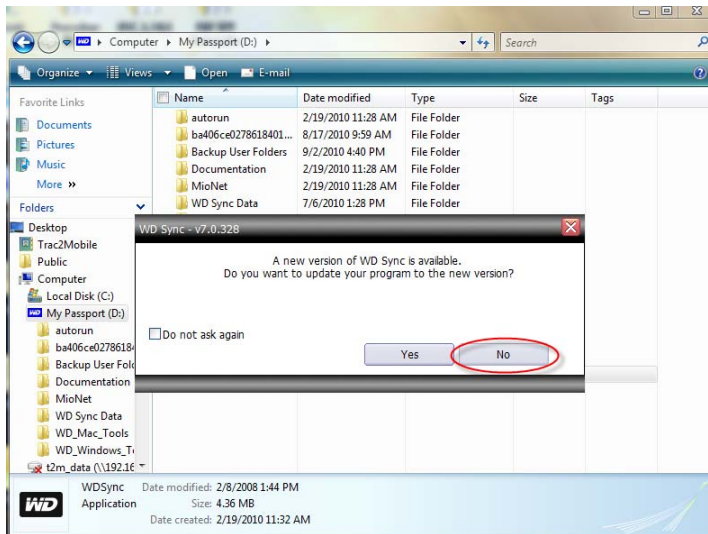 Computer ▸ My Passport (D:) ▸
Search
Organize Views Open E-mail
Favorite Links
Documents
Pictures
Music
More »
Folders
Name Date modified Type Size Tags
autorun 2/19/2010 11:28 AM File Folder
ba406ce0278618401... 8/17/2010 9:59 AM File Folder
Backup User Folders 9/2/2010 4:40 PM File Folder
Documentation 2/19/2010 11:28 AM File Folder
MioNet 2/19/2010 11:28 AM File Folder
WD Sync Data 7/6/2010 1:28 PM File Folder
Desktop
Trac2Mobile
Public
Computer
Local Disk (C:)
My Passport (D:)
autorun
ba406ce02786184
Backup User Fold
Documentation
MioNet
WD Sync Data
WD_Mac_Tools
WD_Windows_T
t2m_data (\\192.16
WD Sync - v7.0.328
A new version of WD Sync is available.
Do you want to update your program to the new version?
Do not ask again
Yes No
WDSync Date modified: 2/8/2008 1:44 PM
Application Size: 4.36 MB
Date created: 2/19/2010 11:32 AM
WD